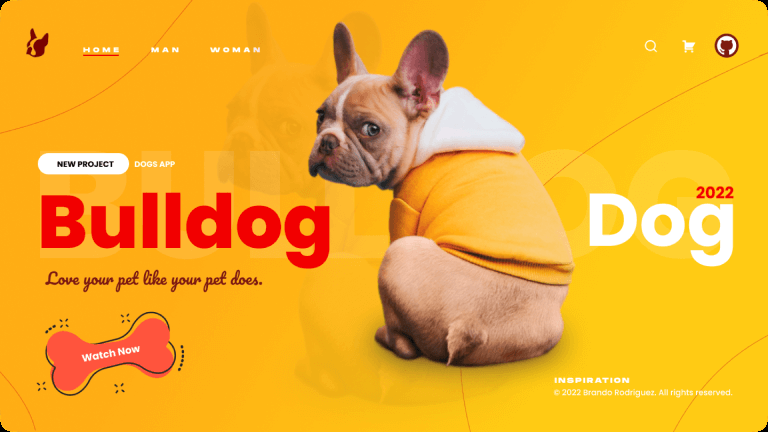 HOME MAN WOMAN
NEW PROJECT DOGS APP
BULLDOG
Bulldog
2022
Dog
Love your pet like your pet does.
Watch Now
INSPIRATION
© 2022 Brando Rodriguez. All rights reserved.